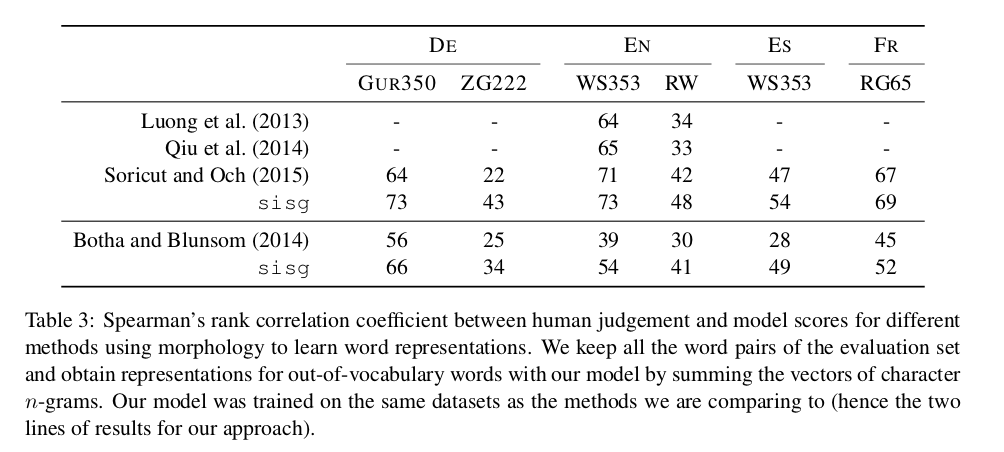 DE EN ES FR
GUR350 ZG222 WS353 RW WS353 RG65
Luong et al. (2013) - - 64 34 - -
Qiu et al. (2014) - - 65 33 - -
Soricut and Och (2015) 64 22 71 42 47 67
sisg 73 43 73 48 54 69
Botha and Blunsom (2014) 56 25 39 30 28 45
sisg 66 34 54 41 49 52
Table 3: Spearman's rank correlation coefficient between human judgement and model scores for different
methods using morphology to learn word representations. We keep all the word pairs of the evaluation set
and obtain representations for out-of-vocabulary words with our model by summing the vectors of character
n-grams. Our model was trained on the same datasets as the methods we are comparing to (hence the two
lines of results for our approach).